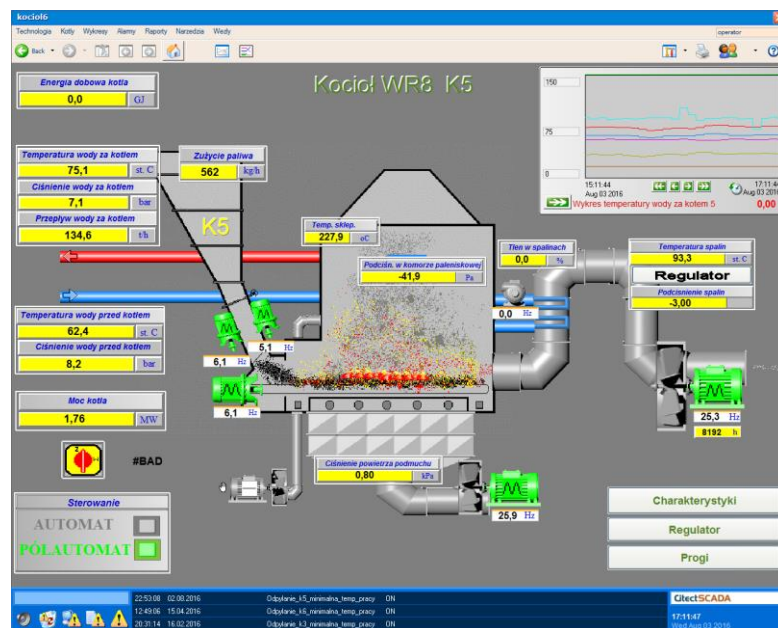 kociol6
Technologia Kotly Wykresy Alarmy Raporty Narzedzia Wedy
operator
Back
Kocioł WR8 K5
Energia dobowa kotla
0,0 GJ
Temperatura wody za kotłem
75,1 st. C
Ciśnienie wody za kotłem
7,1 bar
Przepływ wody za kotłem
134,6 t/h
Zużycie paliwa
562 kg/h
K5
Temp. sklep.
227,9 oC
Podciśn. w komorze paleniskowej
-41,9 Pa
Tlen w spalinach
0,0 %
0,0 Hz
150
75
0
15:11:44
Aug 03 2016
17:11:44
Aug 03 2016
Wykres temperatury wody za kotłem 5 0,00
Temperatura spalin
93,3 st. C
Regulator
Podcisnienie spalin
-3,00
Temperatura wody przed kotłem
62,4 st. C
Ciśnienie wody przed kotłem
8,2 bar
5,1 Hz
6,1 Hz
6,1 Hz
Moc kotła
1,76 MW
#BAD
25,3 Hz
8192 h
Ciśnienie powietrza podmuchu
0,80 kPa
25,9 Hz
Sterowanie
AUTOMAT
PÓŁAUTOMAT
Charakterystyki
Regulator
Progi
22:53:08 02.08.2016 Odpylanie_k5_minimalna_temp_pracy ON
12:49:06 15.04.2016 Odpylanie_k6_minimalna_temp_pracy ON
20:31:14 16.02.2016 Odpylanie_k3_minimalna_temp_pracy ON
CitectSCADA
17:11:47
Wed Aug 03 2016